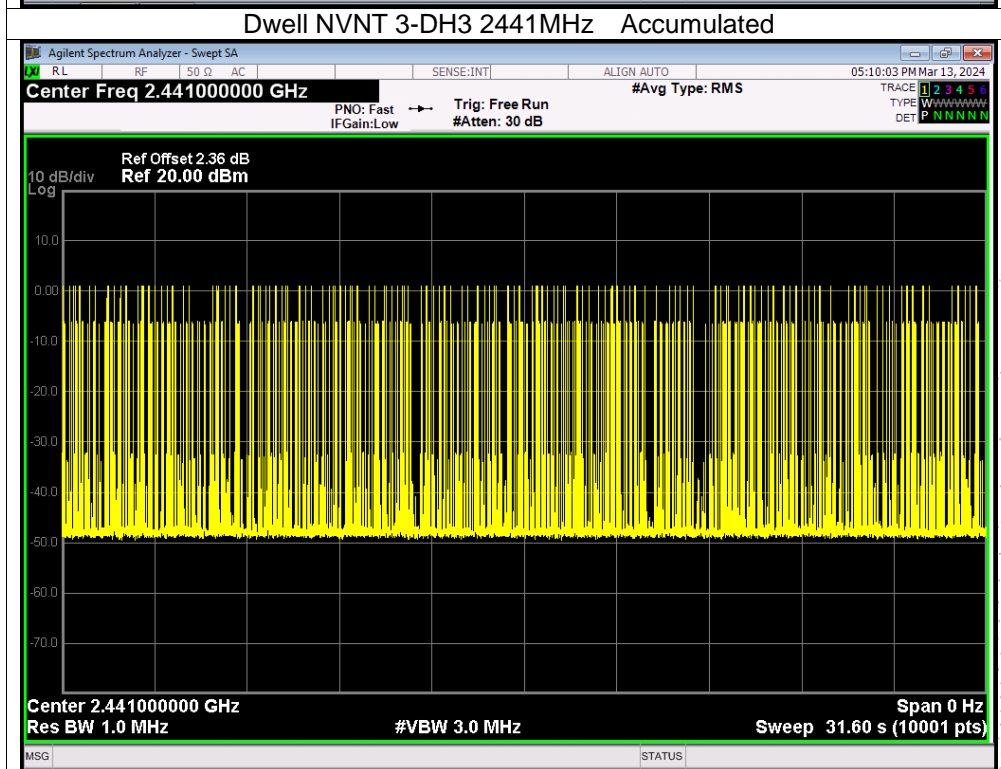 Dwell NVNT 3-DH3 2441MHz Accumulated
Agilent Spectrum Analyzer - Swept SA
LXI RL RF 50 Ω AC SENSE:INT ALIGN AUTO 05:10:03 PM Mar 13, 2024
Center Freq 2.441000000 GHz #Avg Type: RMS TRACE 1 2 3 4 5 6
PNO: Fast Trig: Free Run TYPE WWWWWW
IFGain:Low #Atten: 30 dB DET P N N N N N
Ref Offset 2.36 dB
10 dB/div Ref 20.00 dBm
Log
10.0
0.00
-10.0
-20.0
-30.0
-40.0
-50.0
-60.0
-70.0
Center 2.441000000 GHz Span 0 Hz
Res BW 1.0 MHz #VBW 3.0 MHz Sweep 31.60 s (10001 pts)
MSG STATUS